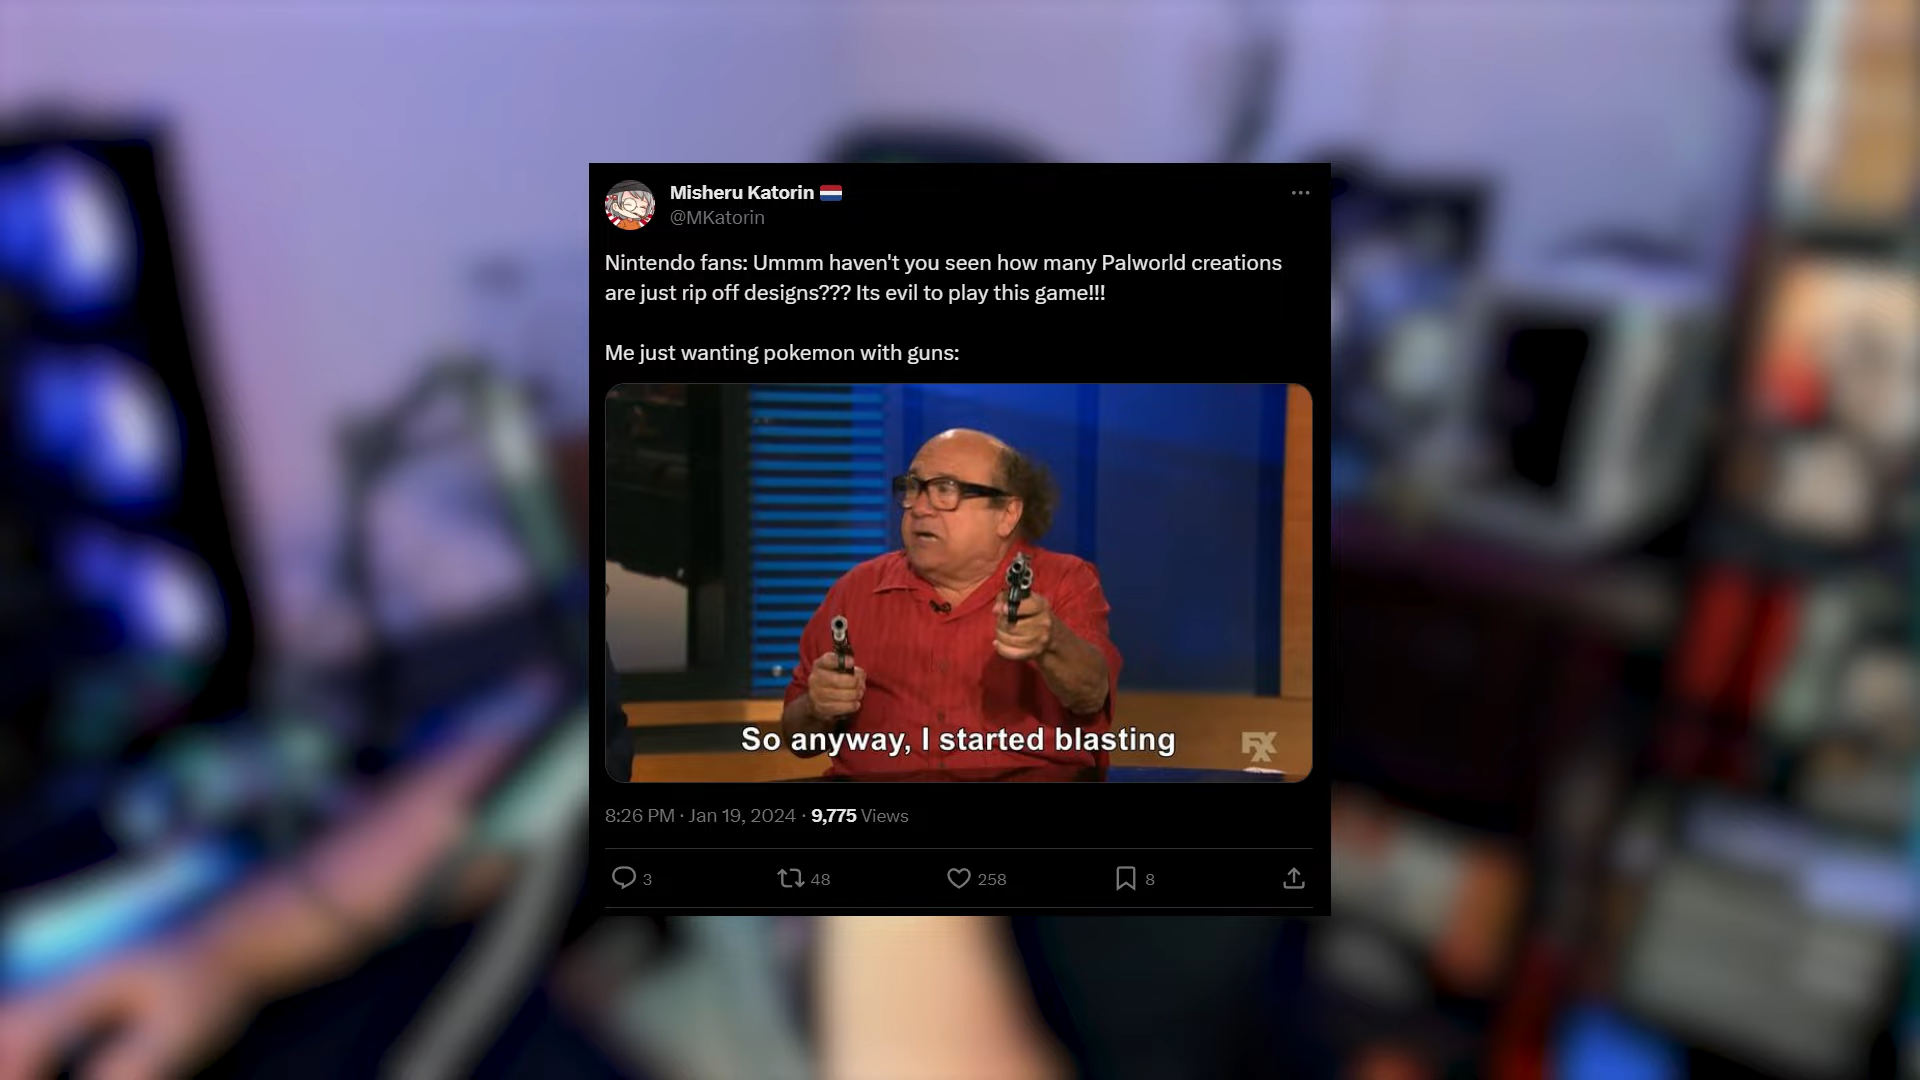 Misheru Katorin
@MKatorin
Nintendo fans: Ummm haven't you seen how many Palworld creations
are just rip off designs??? Its evil to play this game!!!
Me just wanting pokemon with guns:
So anyway, I started blasting
FX
8:26 PM · Jan 19, 2024 · 9,775 Views
3 48 258 8